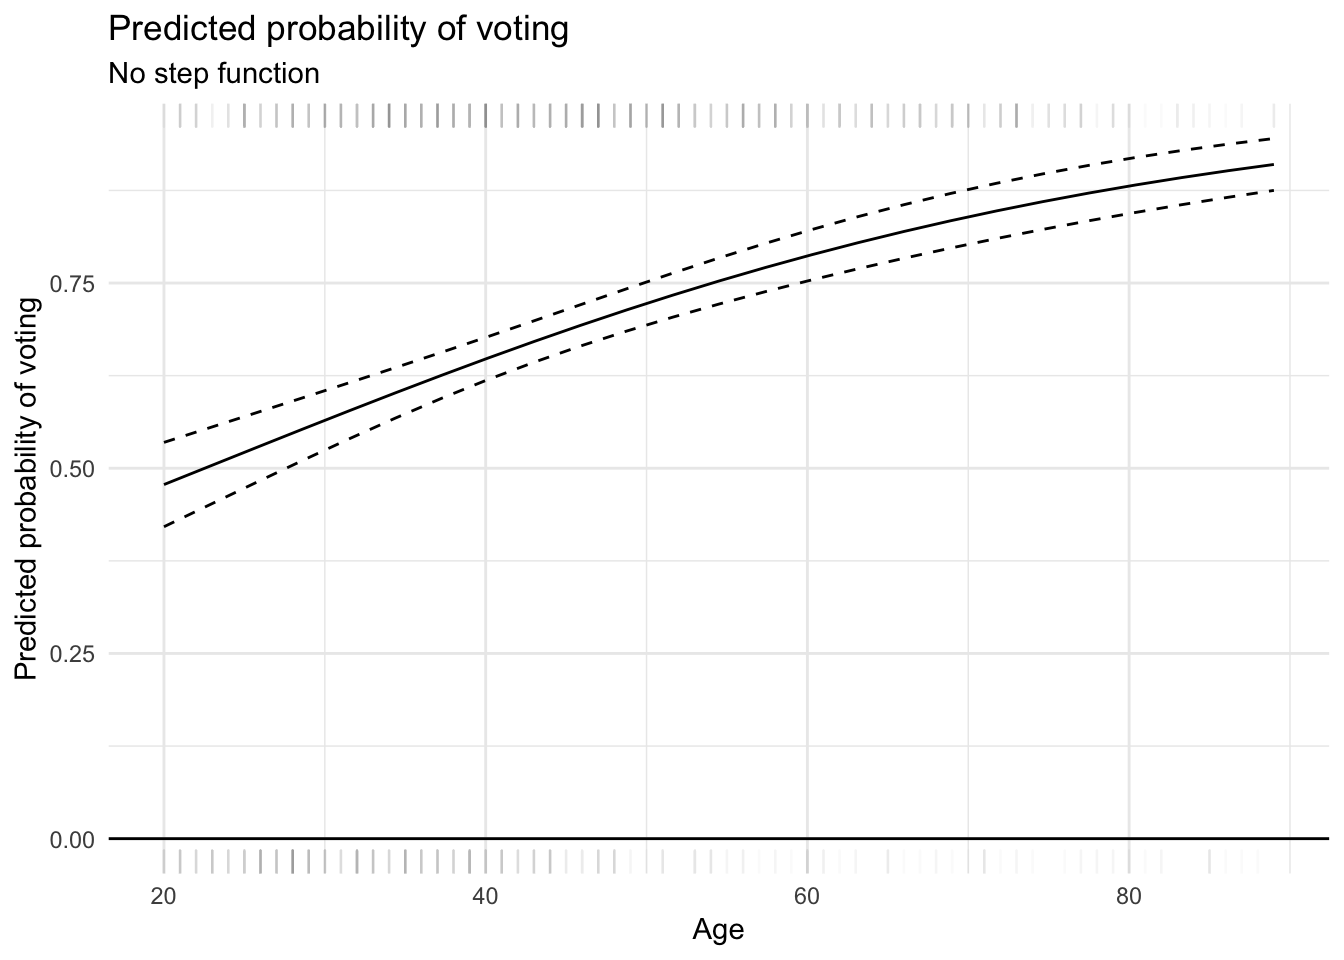 Predicted probability of voting
No step function
Predicted probability of voting
0.75
0.50
0.25
0.00
20 40 60 80
Age